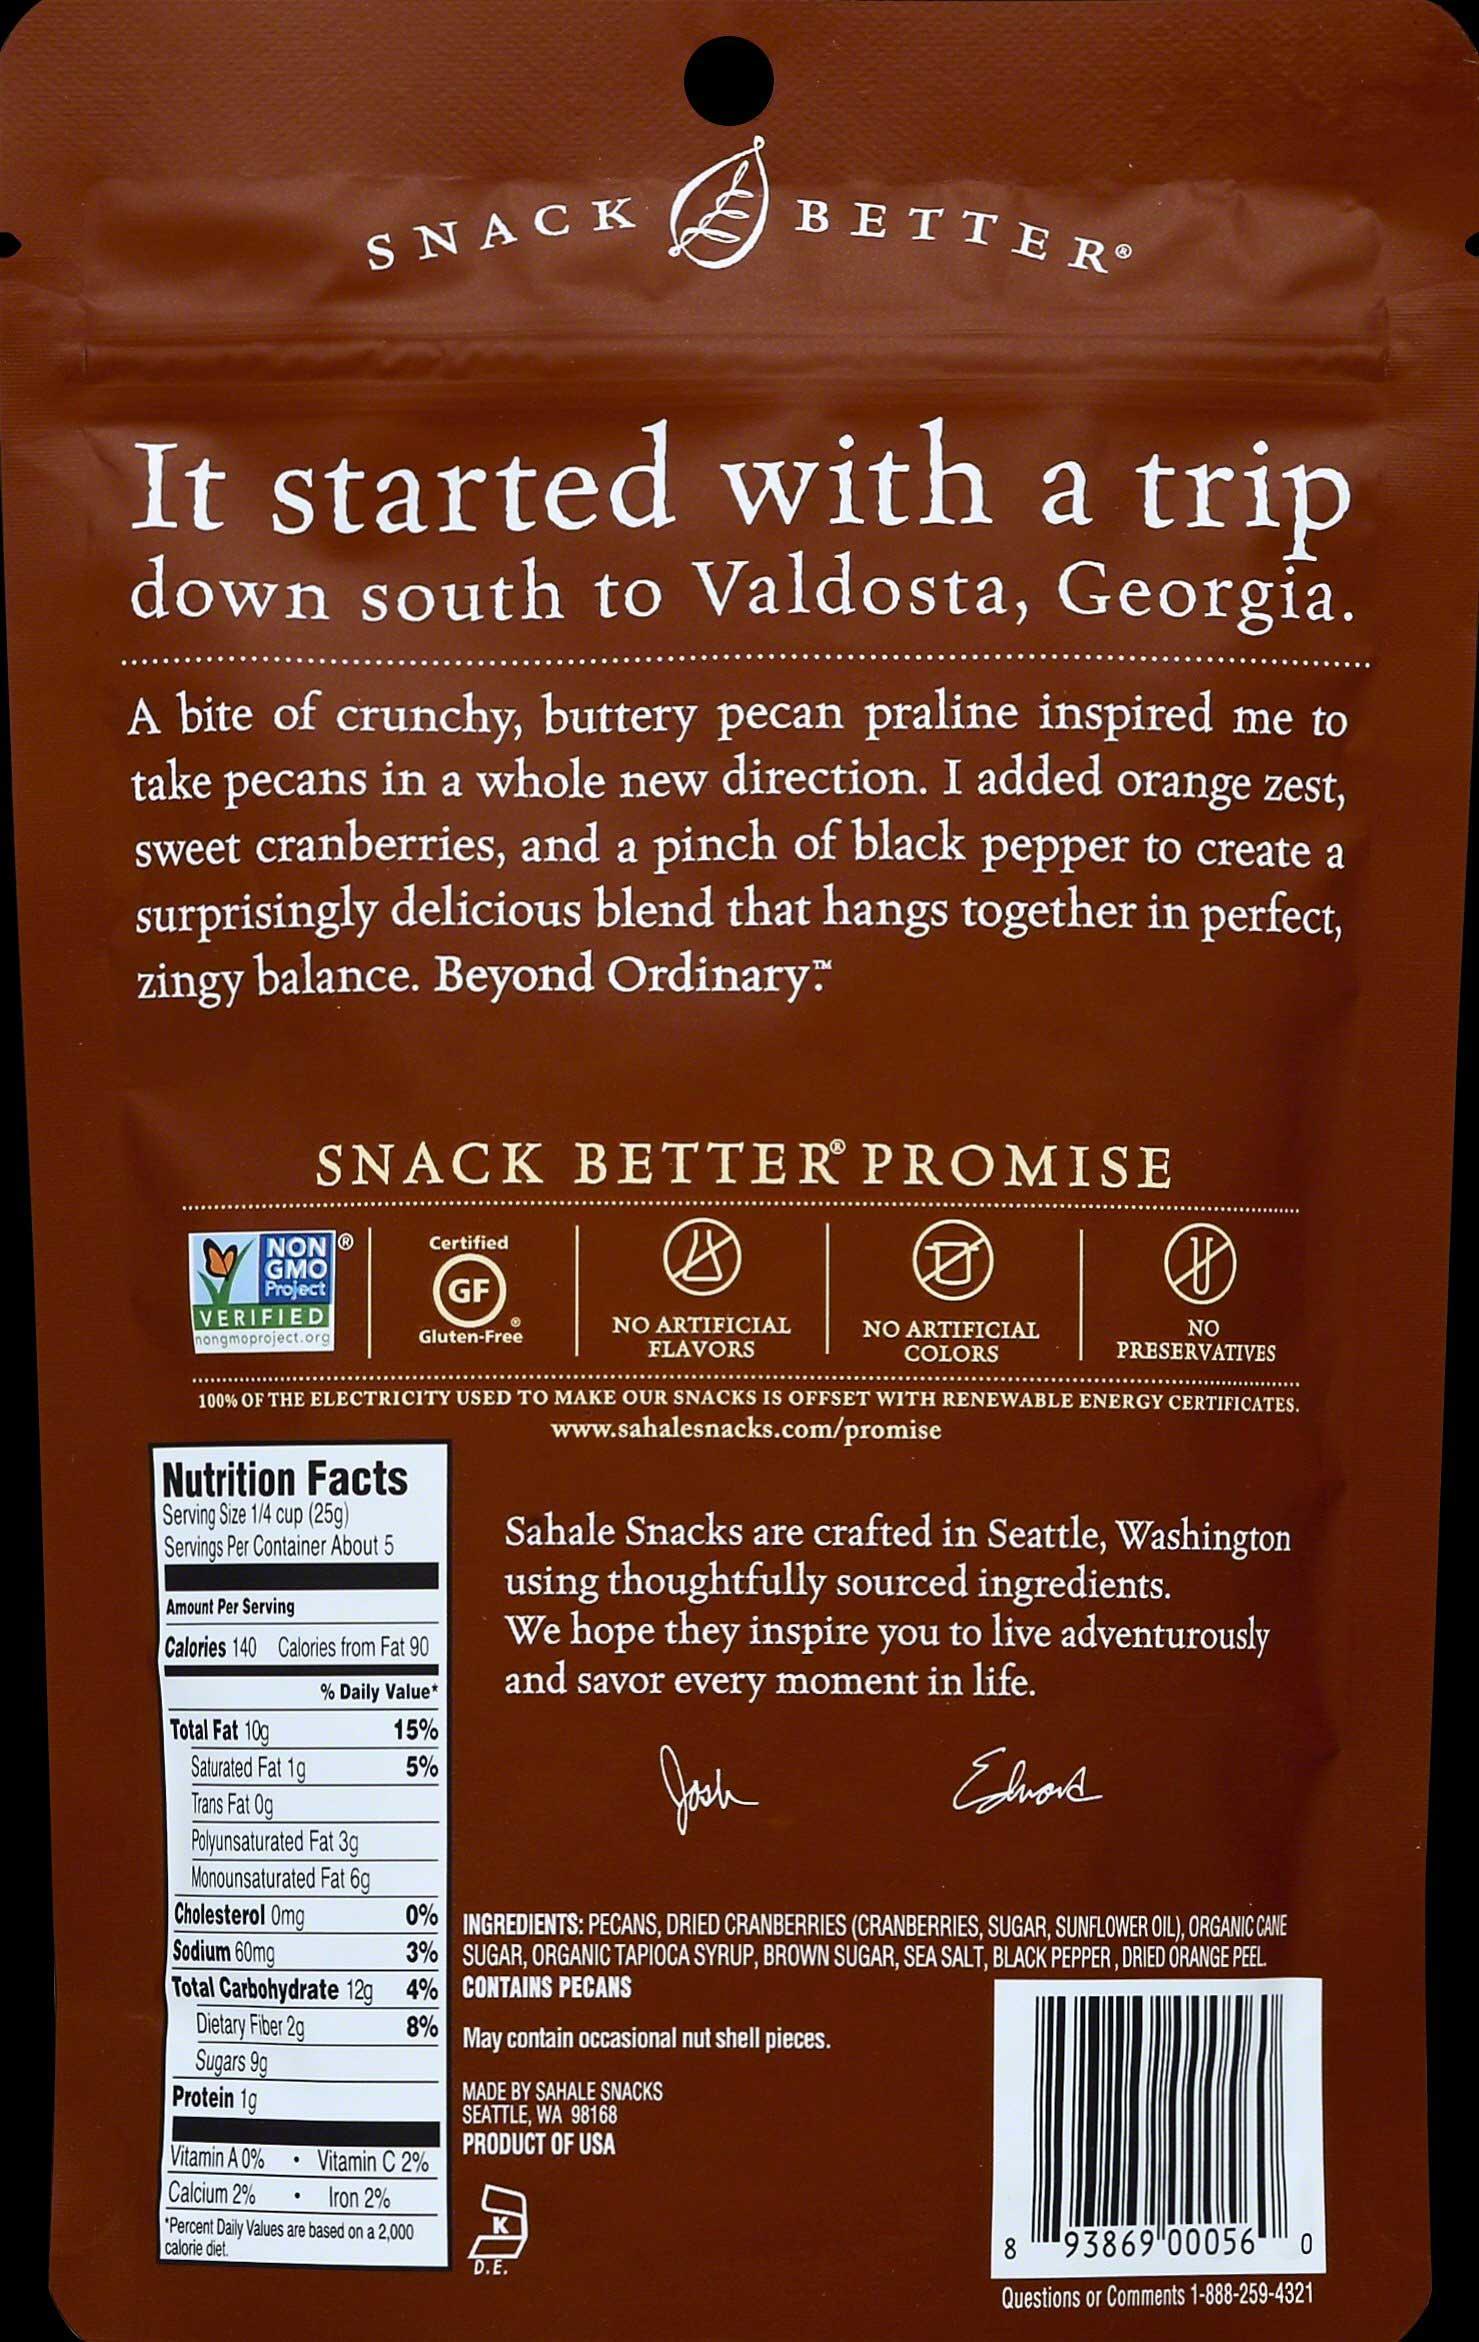 SNACK BETTER®
It started with a trip
down south to Valdosta, Georgia.
A bite of crunchy, buttery pecan praline inspired me to
take pecans in a whole new direction. I added orange zest,
sweet cranberries, and a pinch of black pepper to create a
surprisingly delicious blend that hangs together in perfect,
zingy balance. Beyond Ordinary.™
SNACK BETTER® PROMISE
NON ®
GMO
Project
VERIFIED
nongmoproject.org
Certified
GF
®
Gluten-Free
NO ARTIFICIAL
FLAVORS
NO ARTIFICIAL
COLORS
NO
PRESERVATIVES
100% OF THE ELECTRICITY USED TO MAKE OUR SNACKS IS OFFSET WITH RENEWABLE ENERGY CERTIFICATES.
www.sahalesnacks.com/promise
Nutrition Facts
Serving Size 1/4 cup (25g)
Servings Per Container About 5
Amount Per Serving
Calories 140 Calories from Fat 90
% Daily Value*
Total Fat 10g 15%
Saturated Fat 1g 5%
Trans Fat 0g
Polyunsaturated Fat 3g
Monounsaturated Fat 6g
Cholesterol 0mg 0%
Sodium 60mg 3%
Total Carbohydrate 12g 4%
Dietary Fiber 2g 8%
Sugars 9g
Protein 1g
Vitamin A 0% • Vitamin C 2%
Calcium 2% • Iron 2%
*Percent Daily Values are based on a 2,000
calorie diet.
Sahale Snacks are crafted in Seattle, Washington
using thoughtfully sourced ingredients.
We hope they inspire you to live adventurously
and savor every moment in life.
Josh Edmond
INGREDIENTS: PECANS, DRIED CRANBERRIES (CRANBERRIES, SUGAR, SUNFLOWER OIL), ORGANIC CANE
SUGAR, ORGANIC TAPIOCA SYRUP, BROWN SUGAR, SEA SALT, BLACK PEPPER , DRIED ORANGE PEEL.
CONTAINS PECANS
May contain occasional nut shell pieces.
MADE BY SAHALE SNACKS
SEATTLE, WA 98168
PRODUCT OF USA
K
D.E.
8 93869 00056 0
Questions or Comments 1-888-259-4321